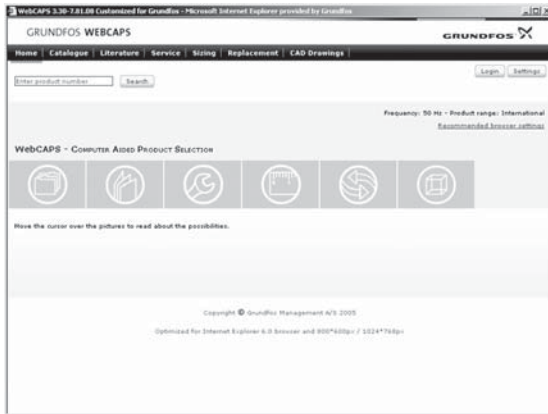 WebCAPS 3.30-7.81.08 Customized for Grundfos - Microsoft Internet Explorer provided by Grundfos
GRUNDFOS WEBCAPS
GRUNDFOS
Home | Catalogue | Literature | Service | Sizing | Replacement | CAD Drawings
Login Settings
Enter product number Search
Frequency: 50 Hz - Product range: International
Recommended browser settings
WebCAPS - Computer Aided Product Selection
Move the cursor over the pictures to read about the possibilities.
Copyright © Grundfos Management A/S 2005
Optimized for Internet Explorer 6.0 browser and 800*600px / 1024*768px